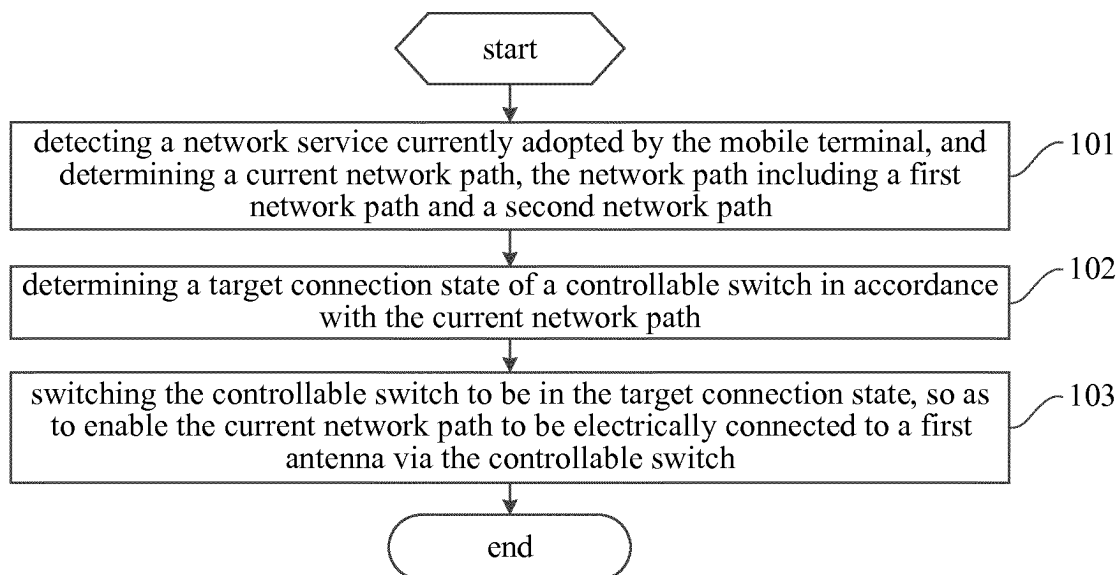 start
detecting a network service currently adopted by the mobile terminal, and
determining a current network path, the network path including a first
network path and a second network path
101
determining a target connection state of a controllable switch in accordance
with the current network path
102
switching the controllable switch to be in the target connection state, so as
to enable the current network path to be electrically connected to a first
antenna via the controllable switch
103
end